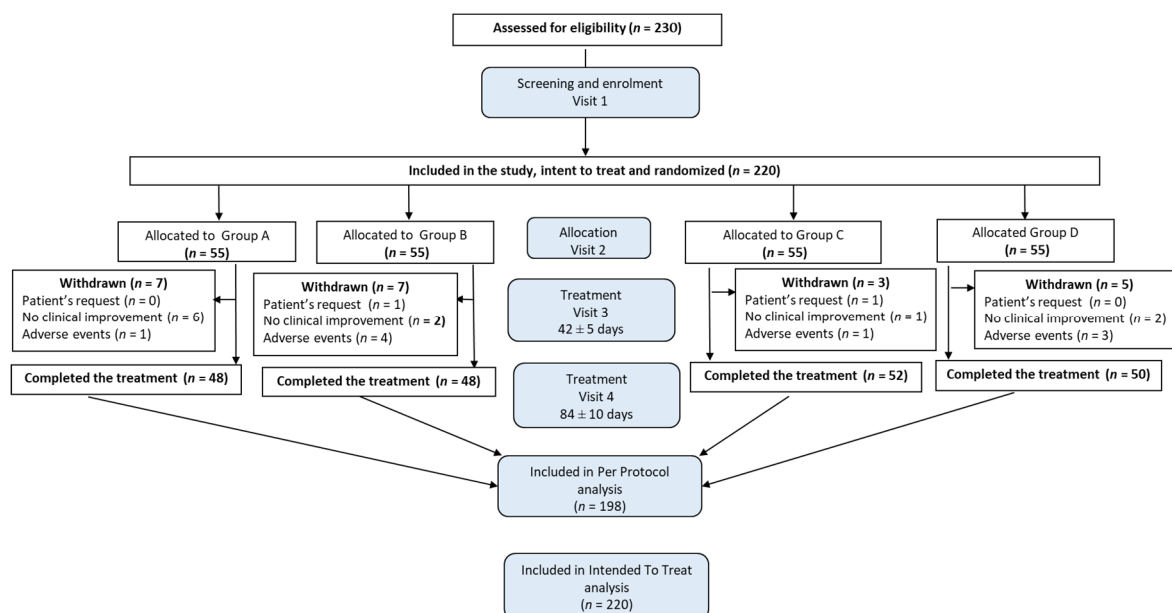 Assessed for eligibility (n = 230)
Screening and enrolment
Visit 1
Included in the study, intent to treat and randomized (n = 220)
Allocated to Group A
(n = 55)
Allocated to Group B
(n = 55)
Allocation
Visit 2
Allocated to Group C
(n = 55)
Allocated Group D
(n = 55)
Withdrawn (n = 7)
Patient's request (n = 0)
No clinical improvement (n = 6)
Adverse events (n = 1)
Withdrawn (n = 7)
Patient's request (n = 1)
No clinical improvement (n = 2)
Adverse events (n = 4)
Treatment
Visit 3
42 ± 5 days
Withdrawn (n = 3)
Patient's request (n = 1)
No clinical improvement (n = 1)
Adverse events (n = 1)
Withdrawn (n = 5)
Patient's request (n = 0)
No clinical improvement (n = 2)
Adverse events (n = 3)
Completed the treatment (n = 48)
Completed the treatment (n = 48)
Treatment
Visit 4
84 ± 10 days
Completed the treatment (n = 52)
Completed the treatment (n = 50)
Included in Per Protocol
analysis
(n = 198)
Included in Intended To Treat
analysis
(n = 220)